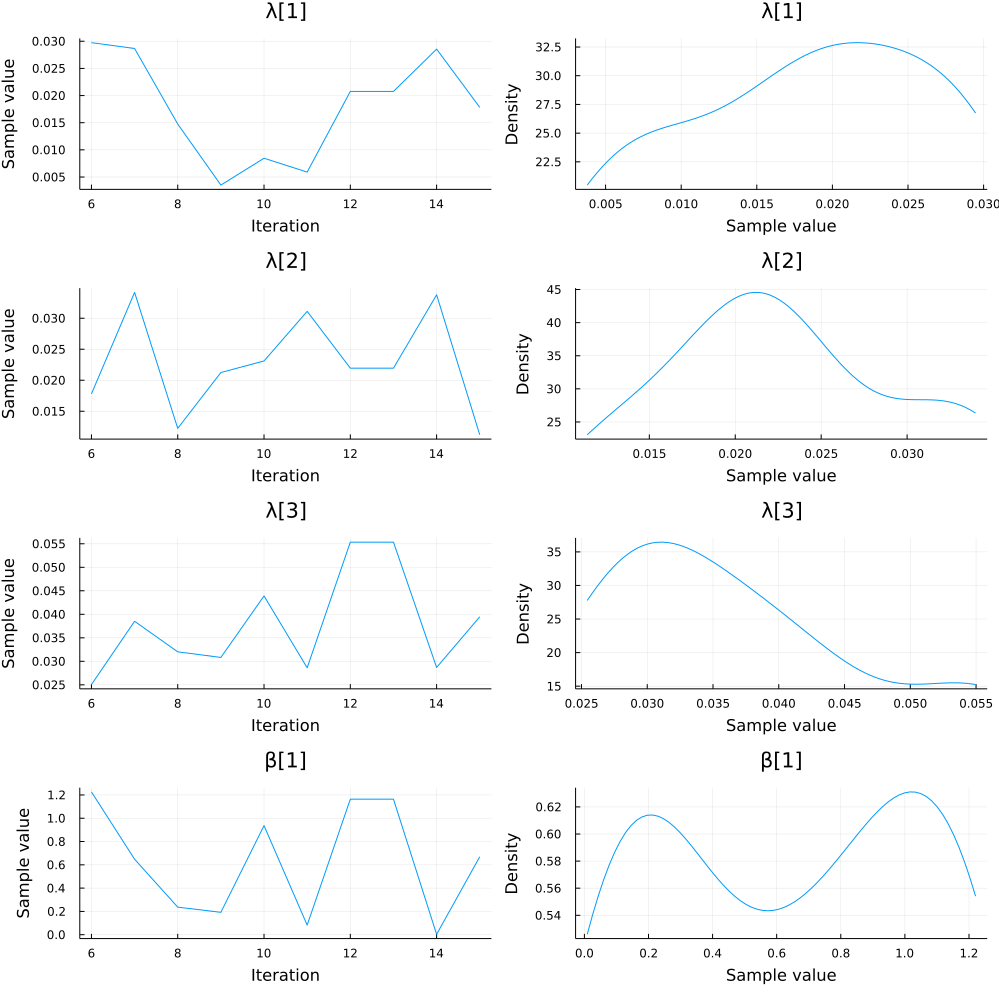 λ[1]
Sample value
0.030
0.025
0.020
0.015
0.010
0.005
6 8 10 12 14
Iteration
λ[1]
Density
32.5
30.0
27.5
25.0
22.5
0.005 0.010 0.015 0.020 0.025 0.030
Sample value
λ[2]
Sample value
0.030
0.025
0.020
0.015
6 8 10 12 14
Iteration
λ[2]
Density
45
40
35
30
25
0.015 0.020 0.025 0.030
Sample value
λ[3]
Sample value
0.055
0.050
0.045
0.040
0.035
0.030
0.025
6 8 10 12 14
Iteration
λ[3]
Density
35
30
25
20
15
0.025 0.030 0.035 0.040 0.045 0.050 0.055
Sample value
β[1]
Sample value
1.2
1.0
0.8
0.6
0.4
0.2
0.0
6 8 10 12 14
Iteration
β[1]
Density
0.62
0.60
0.58
0.56
0.54
0.0 0.2 0.4 0.6 0.8 1.0 1.2
Sample value